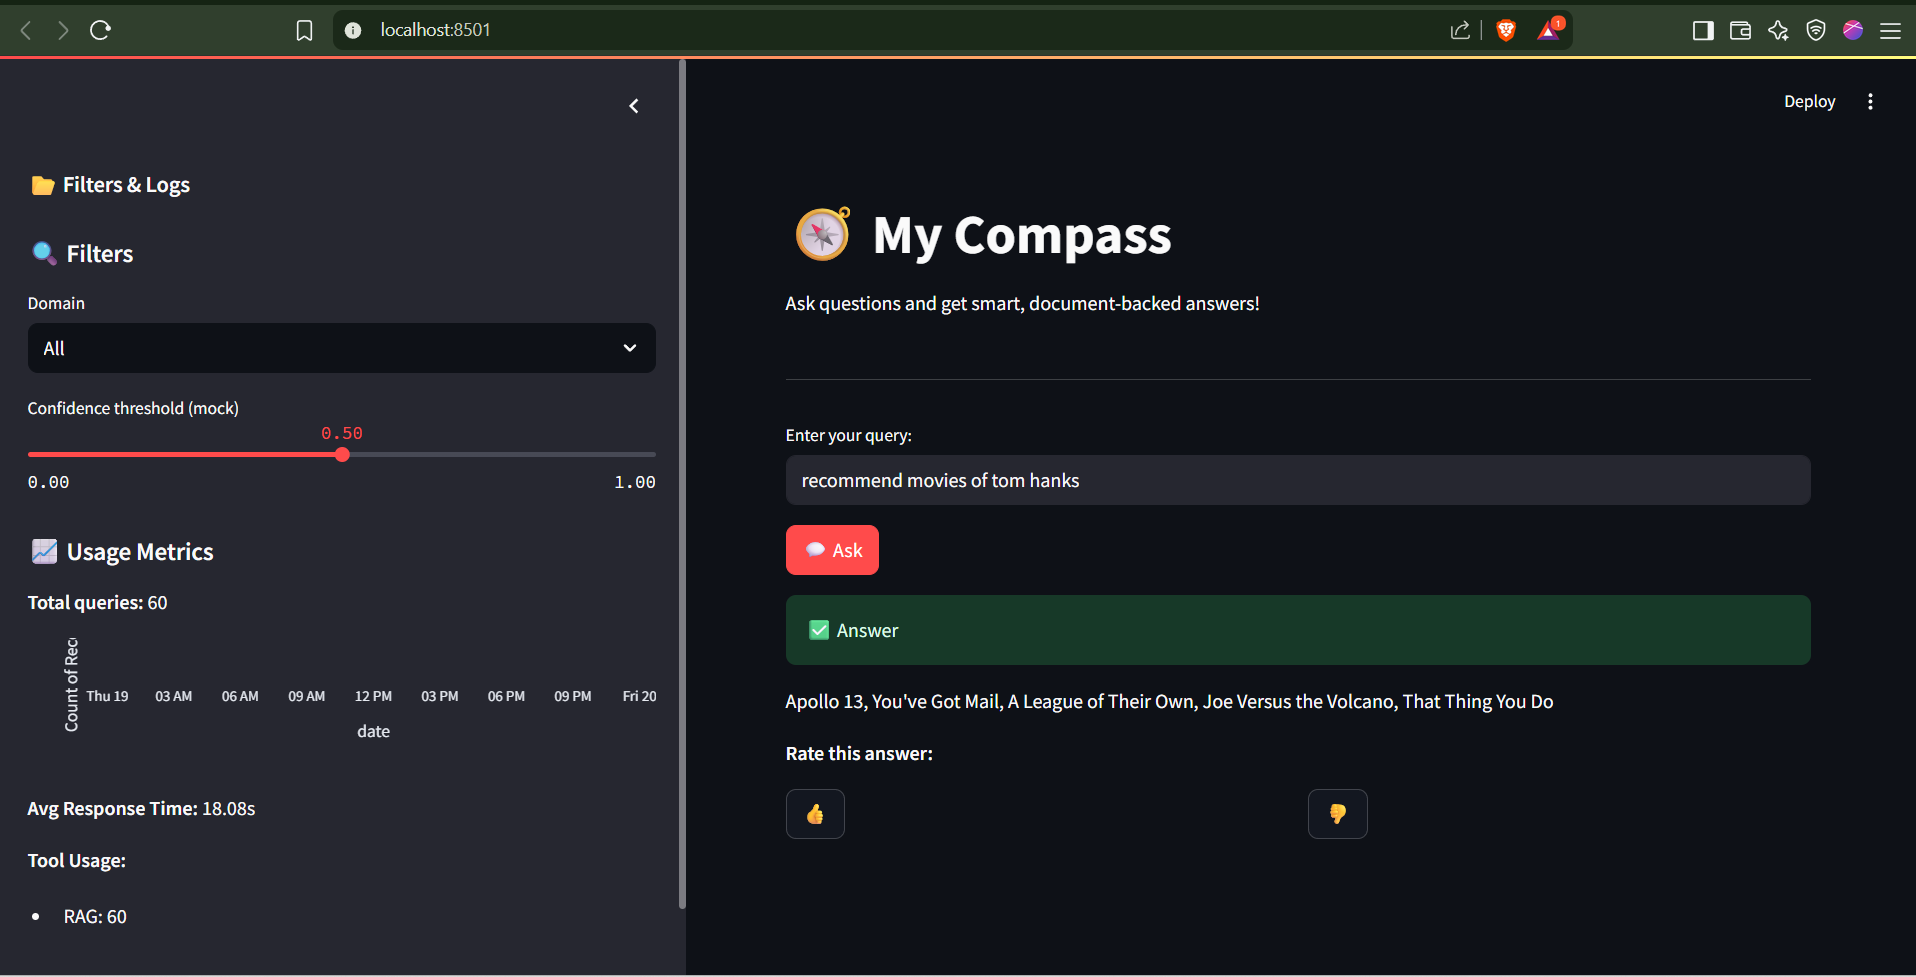 localhost:8501
1
Deploy
Filters & Logs
Filters
Domain
All
Confidence threshold (mock)
0.50
0.00 1.00
Usage Metrics
Total queries: 60
Count of Rec
Thu 19 03 AM 06 AM 09 AM 12 PM 03 PM 06 PM 09 PM Fri 20
date
Avg Response Time: 18.08s
Tool Usage:
• RAG: 60
My Compass
Ask questions and get smart, document-backed answers!
Enter your query:
recommend movies of tom hanks
Ask
Answer
Apollo 13, You've Got Mail, A League of Their Own, Joe Versus the Volcano, That Thing You Do
Rate this answer: